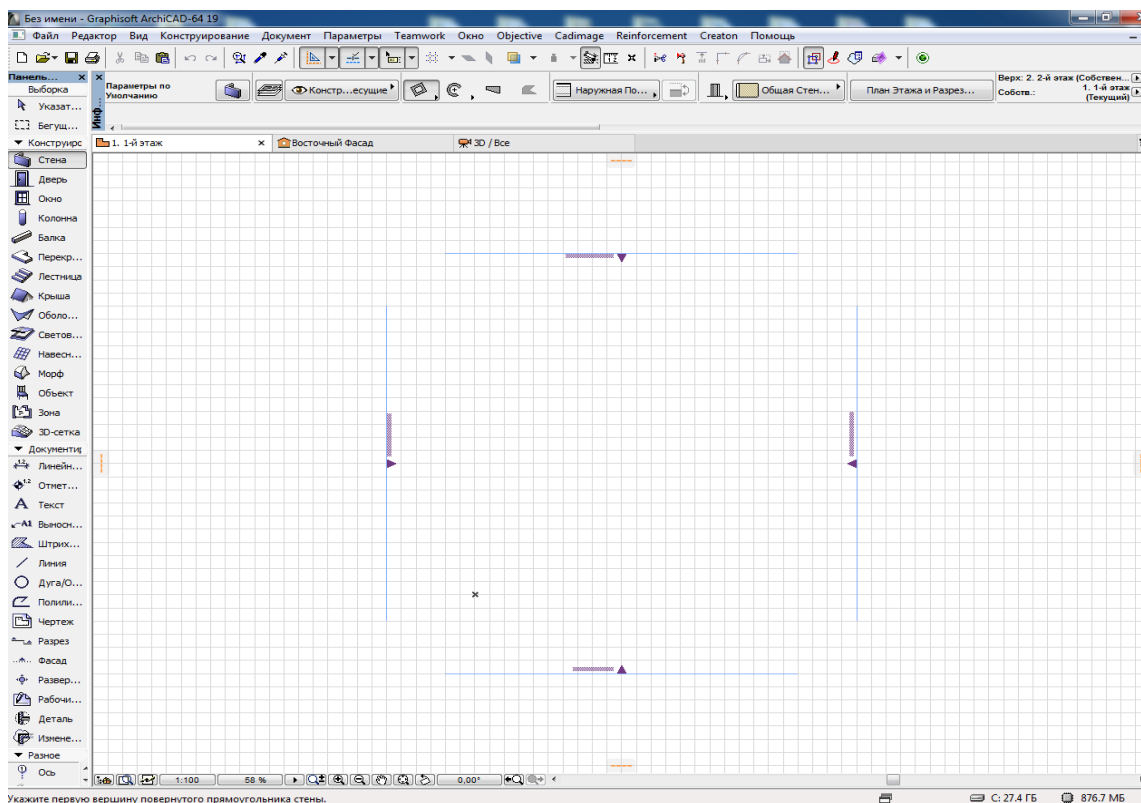 Без имени - Graphisoft ArchiCAD-64 19
Файл Редактор Вид Конструирование Документ Параметры Teamwork Окно Objective Cadimage Reinforcement Creaton Помощь
Панель...
Выборка
Указат...
Бегущ...
Конструирс
Стена
Дверь
Окно
Колонна
Балка
Перекр...
Лестница
Крыша
Оболо...
Светов...
Навесн...
Морф
Объект
Зона
3D-сетка
Документир
Линейн...
Отмет...
Текст
Выносн...
Штрих...
Линия
Дуга/О...
Полили...
Чертеж
Разрез
Фасад
Развер...
Рабочи...
Деталь
Измене...
Разное
Ось
Инф...
Параметры по
Умолчанию
Констр...есущие
Наружная По...
Общая Стен...
План Этажа и Разрез...
Верх: 2. 2-й этаж (Собствен...
Собств.: 1. 1-й этаж
(Текущий)
1. 1-й этаж
Восточный Фасад
3D / Все
1:100
58 %
0,00°
Укажите первую вершину повернутого прямоугольника стены.
C: 27.4 ГБ
876.7 МБ